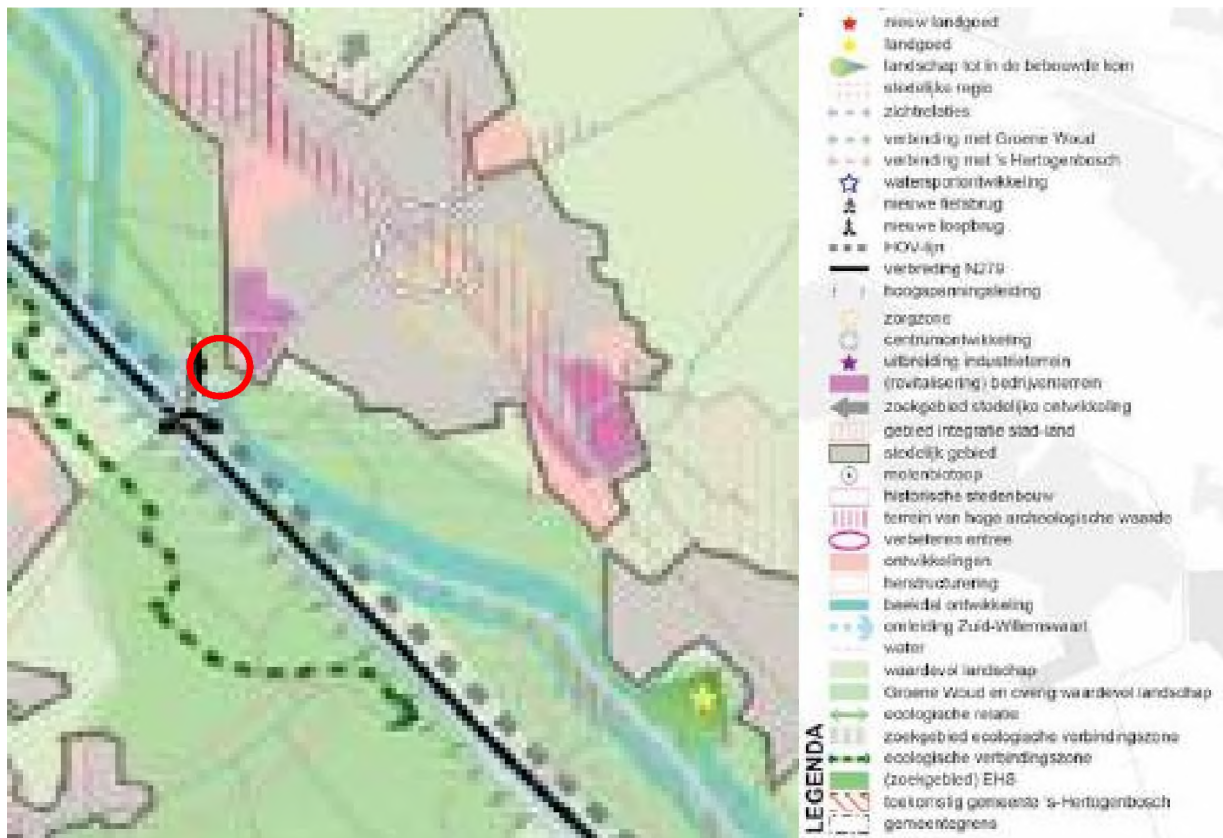 nieuw landgoed
landgoed
landschap tot in de bebouwde kom
stedelijke regio
zichtrelaties
verbinding met Groene Woud
verbinding met 's Hertogenbosch
watersportontwikkeling
nieuwe fietsbrug
nieuwe loopbrug
HOV-lijn
verbreding N279
hoogspanningsleiding
zorgzone
centrumontwikkeling
uitbreiding industrieterrein
(revitalisering) bedrijventerrein
zoekgebied stedelijke ontwikkeling
gebied integratie stad-land
stedelijk gebied
molenbiotoop
historische stedenbouw
terrein van hoge archeologische waarde
verbeteren entree
ontwikkelingen
herstructurering
beekdal ontwikkeling
omleiding Zuid-Willemsvaart
water
waardevol landschap
Groene Woud en overig waardevol landschap
ecologische relatie
zoekgebied ecologische verbindingszone
ecologische verbindingszone
(zoekgebied) EHS
toekomstig gemeente 's-Hertogenbosch
gemeentegrens
LEGENDA